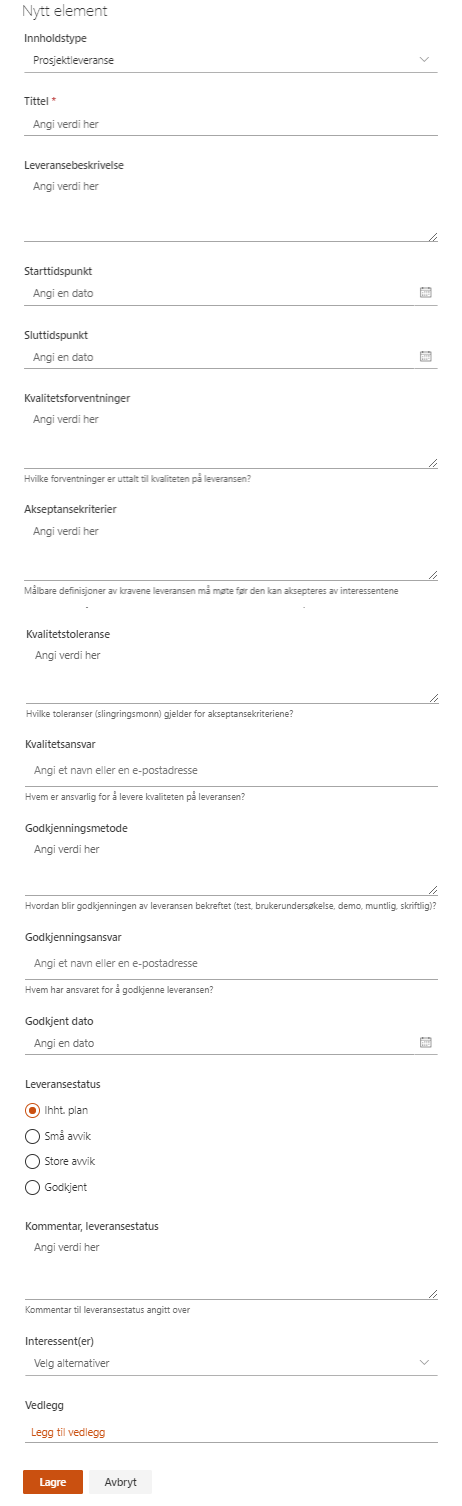 Nytt element
Innholdstype
Prosjektleveranse
Tittel *
Angi verdi her
Leveransebeskrivelse
Angi verdi her
Starttidspunkt
Angi en dato
Sluttidspunkt
Angi en dato
Kvalitetsforventninger
Angi verdi her
Hvilke forventninger er uttalt til kvaliteten på leveransen?
Akseptansekriterier
Angi verdi her
Målbare definisjoner av kravene leveransen må møte før den kan aksepteres av interessentene
Kvalitetstoleranse
Angi verdi her
Hvilke toleranser (slingringsmonn) gjelder for akseptansekriteriene?
Kvalitetsansvar
Angi et navn eller en e-postadresse
Hvem er ansvarlig for å levere kvaliteten på leveransen?
Godkjenningsmetode
Angi verdi her
Hvordan blir godkjenningen av leveransen bekreftet (test, brukerundersøkelse, demo, muntlig, skriftlig)?
Godkjenningsansvar
Angi et navn eller en e-postadresse
Hvem har ansvaret for å godkjenne leveransen?
Godkjent dato
Angi en dato
Leveransestatus
Ihht. plan
Små avvik
Store avvik
Godkjent
Kommentar, leveransestatus
Angi verdi her
Kommentar til leveransestatus angitt over
Interessent(er)
Velg alternativer
Vedlegg
Legg til vedlegg
Lagre Avbryt